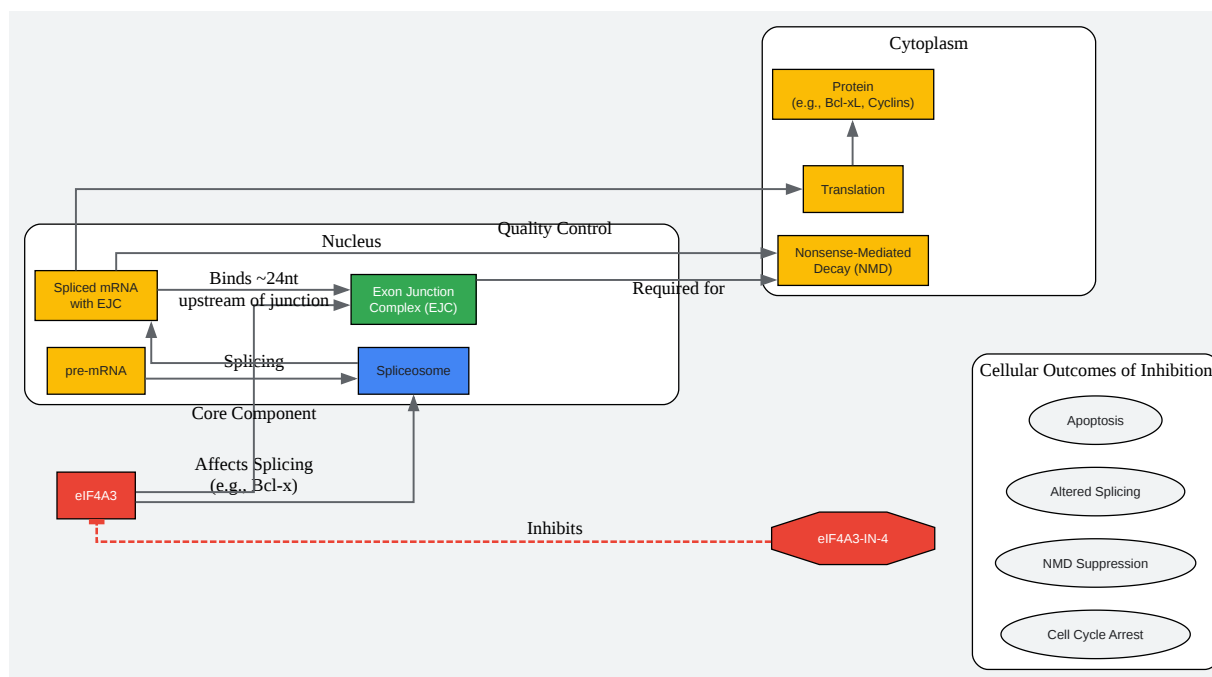 Cytoplasm
Protein
(e.g., Bcl-xL, Cyclins)
Translation
Quality Control
Nucleus
Nonsense-Mediated
Decay (NMD)
Spliced mRNA
with EJC
Binds ~24nt
upstream of junction
Exon Junction
Complex (EJC)
Required for
pre-mRNA
Splicing
Spliceosome
Cellular Outcomes of Inhibition
Core Component
Apoptosis
Affects Splicing
(e.g., Bcl-x)
eIF4A3
Altered Splicing
Inhibits
eIF4A3-IN-4
NMD Suppression
Cell Cycle Arrest